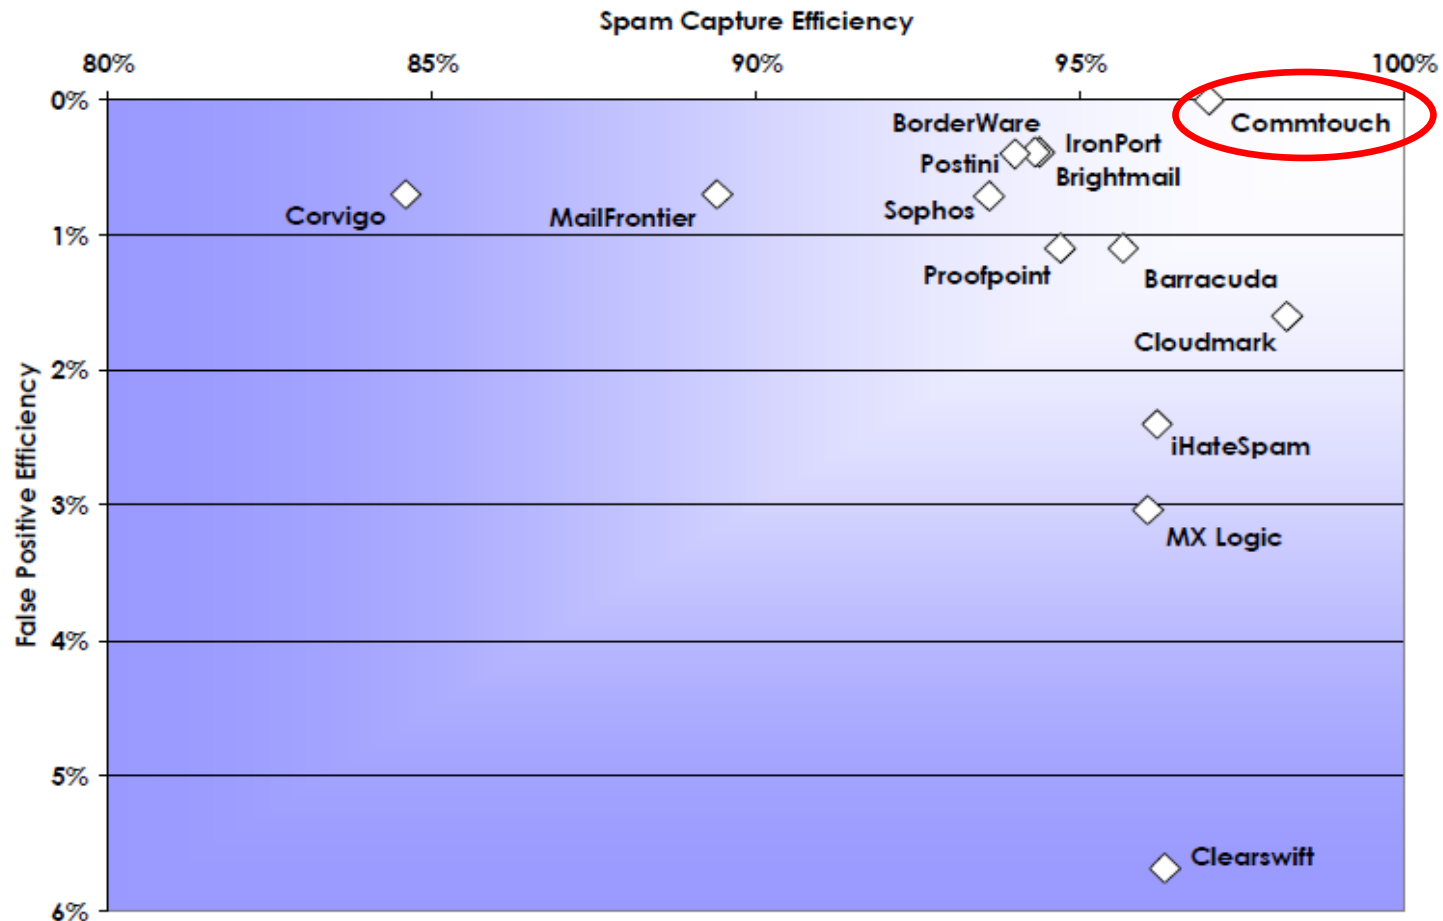 Spam Capture Efficiency
80% 85% 90% 95% 100%
0%
Commtouch
BorderWare
IronPort
Postini
Brightmail
Sophos
Corvigo
MailFrontier
1%
Proofpoint
Barracuda
Cloudmark
2%
iHateSpam
3%
MX Logic
False Positive Efficiency
4%
5%
Clearswift
6%